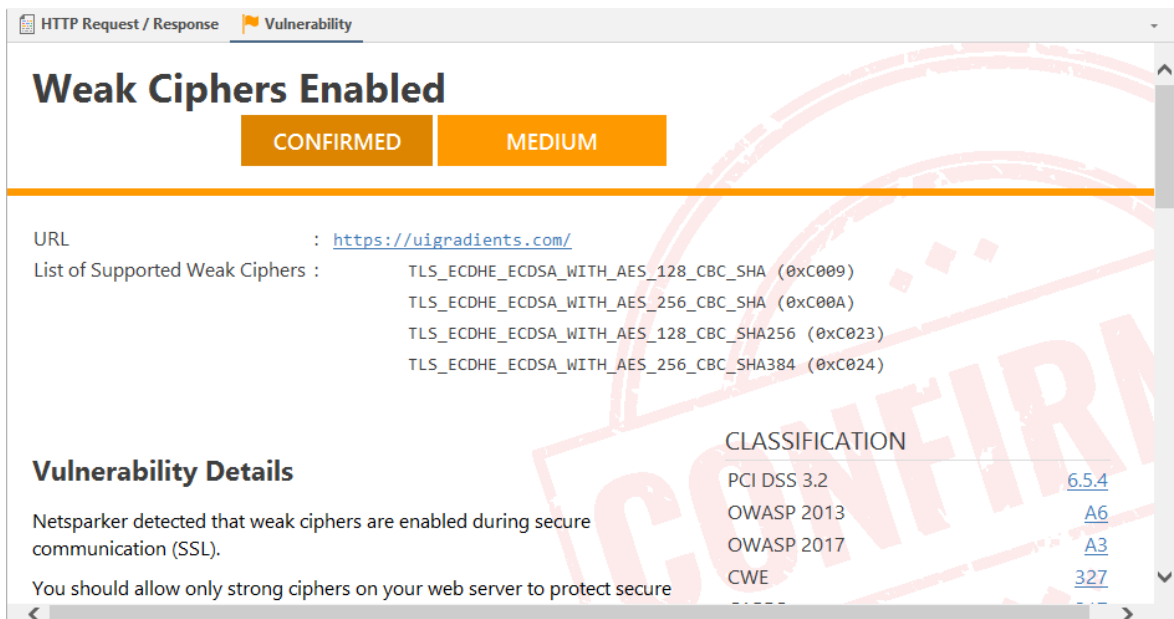 HTTP Request / Response Vulnerability
Weak Ciphers Enabled
CONFIRMED MEDIUM
URL : https://uigradients.com/
List of Supported Weak Ciphers : TLS_ECDHE_ECDSA_WITH_AES_128_CBC_SHA (0xC009)
TLS_ECDHE_ECDSA_WITH_AES_256_CBC_SHA (0xC00A)
TLS_ECDHE_ECDSA_WITH_AES_128_CBC_SHA256 (0xC023)
TLS_ECDHE_ECDSA_WITH_AES_256_CBC_SHA384 (0xC024)
Vulnerability Details
Netsparker detected that weak ciphers are enabled during secure
communication (SSL).
You should allow only strong ciphers on your web server to protect secure
CLASSIFICATION
PCI DSS 3.2 6.5.4
OWASP 2013 A6
OWASP 2017 A3
CWE 327
CONFIRM